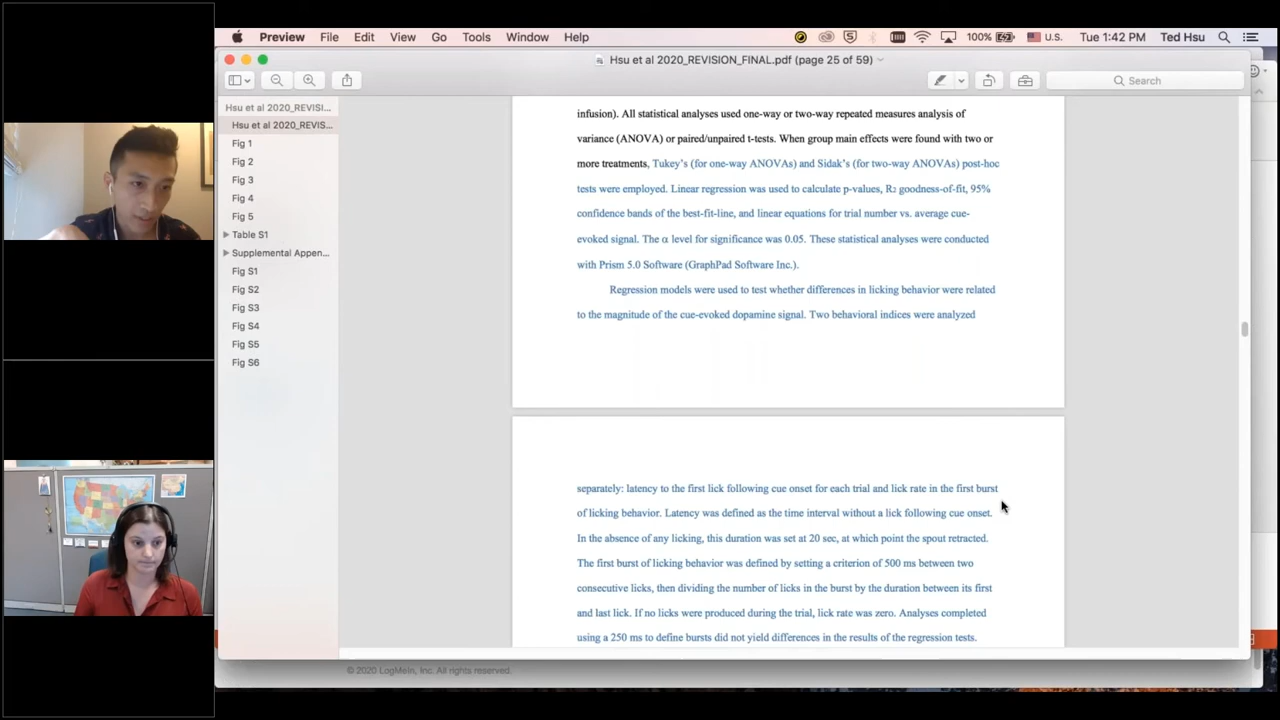 Preview File Edit View Go Tools Window Help 100% U.S. Tue 1:42 PM Ted Hsu
Hsu et al 2020_REVISION_FINAL.pdf (page 25 of 59)
Search
Hsu et al 2020_REVISI...
Hsu et al 2020_REVIS...
Fig 1
Fig 2
Fig 3
Fig 4
Fig 5
Table S1
Supplemental Appen...
Fig S1
Fig S2
Fig S3
Fig S4
Fig S5
Fig S6
infusion). All statistical analyses used one-way or two-way repeated measures analysis of
variance (ANOVA) or paired/unpaired t-tests. When group main effects were found with two or
more treatments, Tukey's (for one-way ANOVAs) and Sidak's (for two-way ANOVAs) post-hoc
tests were employed. Linear regression was used to calculate p-values, R2 goodness-of-fit, 95%
confidence bands of the best-fit-line, and linear equations for trial number vs. average cue-
evoked signal. The α level for significance was 0.05. These statistical analyses were conducted
with Prism 5.0 Software (GraphPad Software Inc.).
Regression models were used to test whether differences in licking behavior were related
to the magnitude of the cue-evoked dopamine signal. Two behavioral indices were analyzed
separately: latency to the first lick following cue onset for each trial and lick rate in the first burst
of licking behavior. Latency was defined as the time interval without a lick following cue onset.
In the absence of any licking, this duration was set at 20 sec, at which point the spout retracted.
The first burst of licking behavior was defined by setting a criterion of 500 ms between two
consecutive licks, then dividing the number of licks in the burst by the duration between its first
and last lick. If no licks were produced during the trial, lick rate was zero. Analyses completed
using a 250 ms to define bursts did not yield differences in the results of the regression tests.
© 2020 LogMeIn, Inc. All rights reserved.